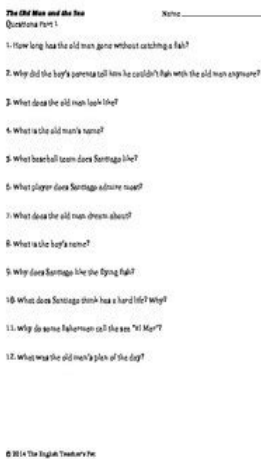 The Old Man and the Sea Name
Questions Part 1
1. How long has the old man gone without catching a fish?
2. Why did the boy's parents tell him he couldn't fish with the old man anymore?
3. What does the old man look like?
4. What is the old man's name?
5. What baseball team does Santiago like?
6. What player does Santiago admire most?
7. What does the old man dream about?
8. What is the boy's name?
9. Why does Santiago like the flying fish?
10. What does Santiago think has a hard life? Why?
11. Why do some fishermen call the sea "El Mar"?
12. What was the old man's plan of the day?
© 2014 The English Teacher's Pet